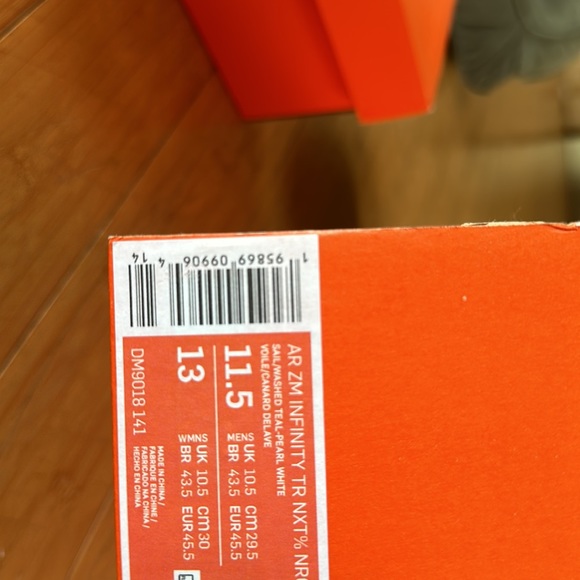 1 95869 09906 4 14
AR ZM INFINITY TR NXT% NRG
SAIL/WASHED TEAL-PEARL WHITE
VOILE/CANARD DELAVE
11.5 MENS UK 10.5 cm 29.5
BR 43.5 EUR 45.5
13 WMNS UK 10.5 cm 30
BR 43.5 EUR 45.5
DM9018 141
MADE IN CHINA /
FABRIQUE EN CHINE /
FABRICADO NA CHINA /
HECHO EN CHINA